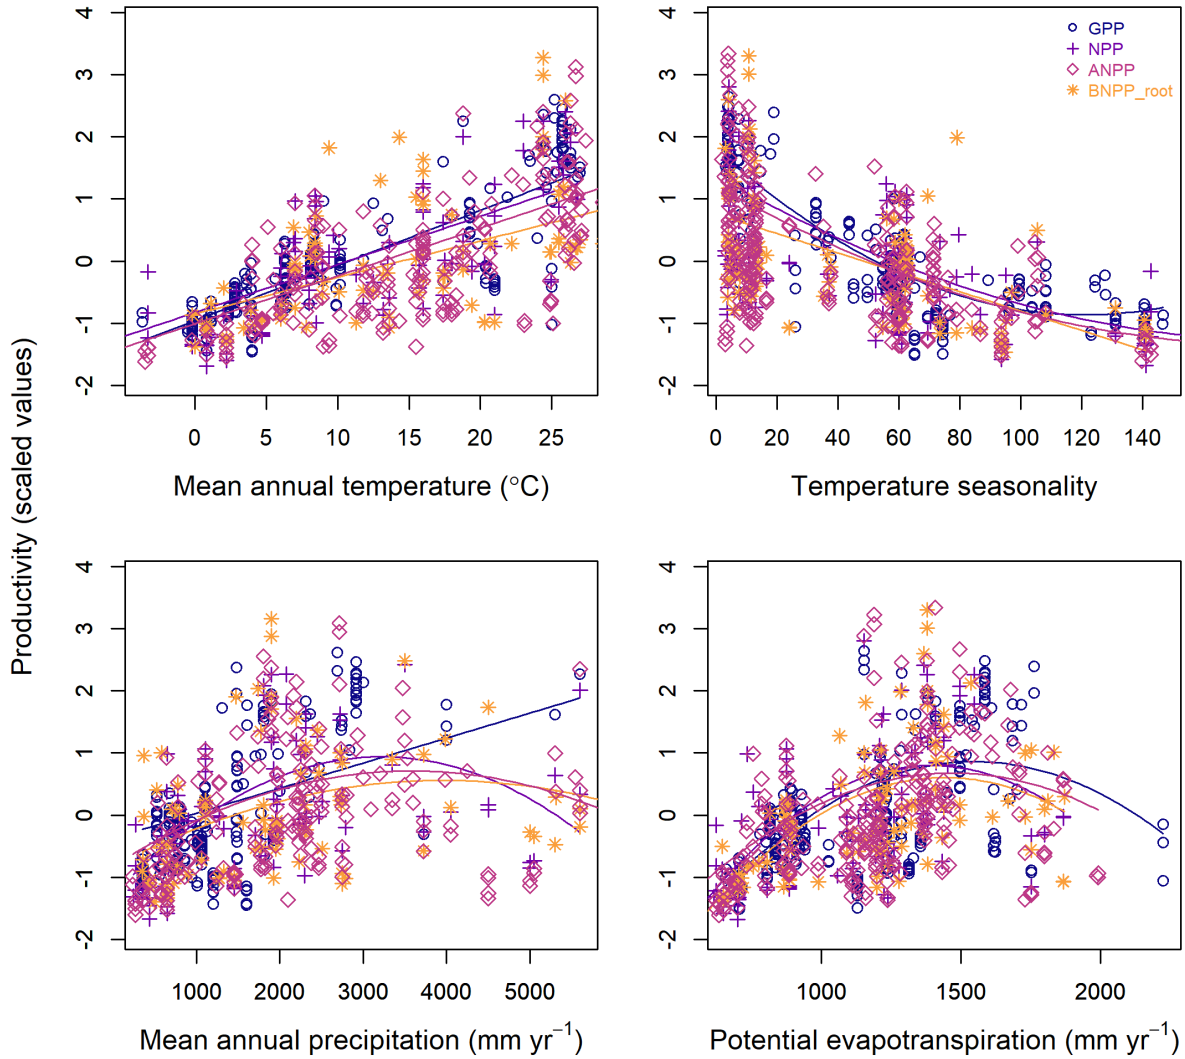 Productivity (scaled values)
4
3
2
1
0
-1
-2
0 5 10 15 20 25
Mean annual temperature (°C)
4
3
2
1
0
-1
-2
GPP
NPP
ANPP
BNPP_root
0 20 40 60 80 100 120 140
Temperature seasonality
4
3
2
1
0
-1
-2
1000 2000 3000 4000 5000
Mean annual precipitation (mm yr⁻¹)
4
3
2
1
0
-1
-2
1000 1500 2000
Potential evapotranspiration (mm yr⁻¹)